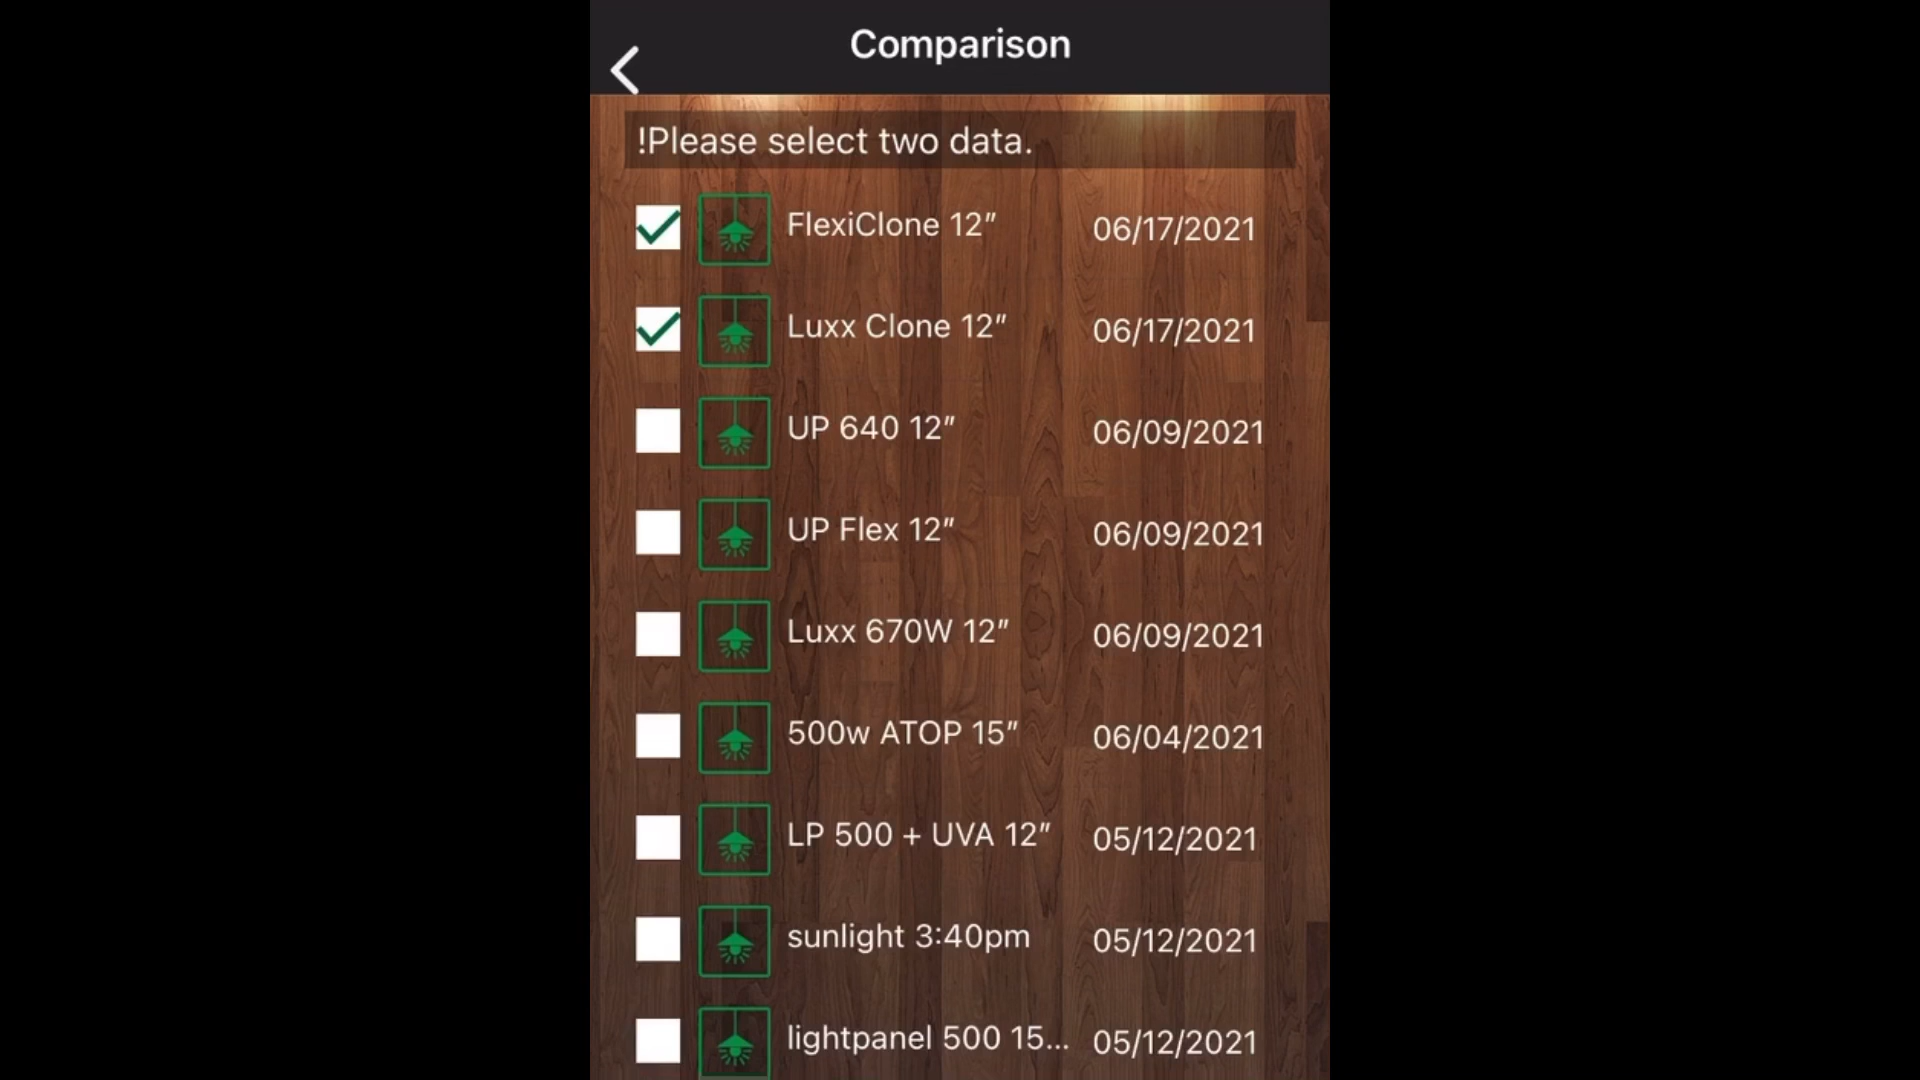 Comparison
!Please select two data.
FlexiClone 12" 06/17/2021
Luxx Clone 12" 06/17/2021
UP 640 12" 06/09/2021
UP Flex 12" 06/09/2021
Luxx 670W 12" 06/09/2021
500w ATOP 15" 06/04/2021
LP 500 + UVA 12" 05/12/2021
sunlight 3:40pm 05/12/2021
lightpanel 500 15... 05/12/2021